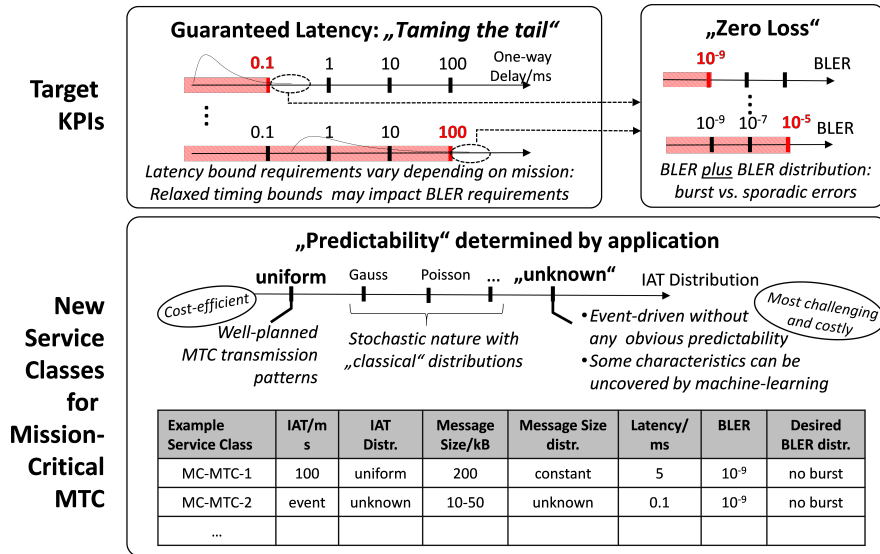 Target
KPIs
Guaranteed Latency: „Taming the tail“
0.1 1 10 100 One-way
Delay/ms
⋮
0.1 1 10 100
Latency bound requirements vary depending on mission:
Relaxed timing bounds may impact BLER requirements
„Zero Loss“
10-9 BLER
⋮
10-9 10-7 10-5 BLER
BLER plus BLER distribution:
burst vs. sporadic errors
New
Service
Classes
for
Mission-
Critical
MTC
„Predictability“ determined by application
Cost-efficient uniform Gauss Poisson ... „unknown“ IAT Distribution
Most challenging
and costly
Well-planned
MTC transmission
patterns
Stochastic nature with
„classical“ distributions
•Event-driven without
any obvious predictability
•Some characteristics can be
uncovered by machine-learning
Example
Service Class
IAT/m
s
IAT
Distr.
Message
Size/kB
Message Size
distr.
Latency/
ms
BLER
Desired
BLER distr.
MC-MTC-1 100 uniform 200 constant 5 10-9 no burst
MC-MTC-2 event unknown 10-50 unknown 0.1 10-9 no burst
...